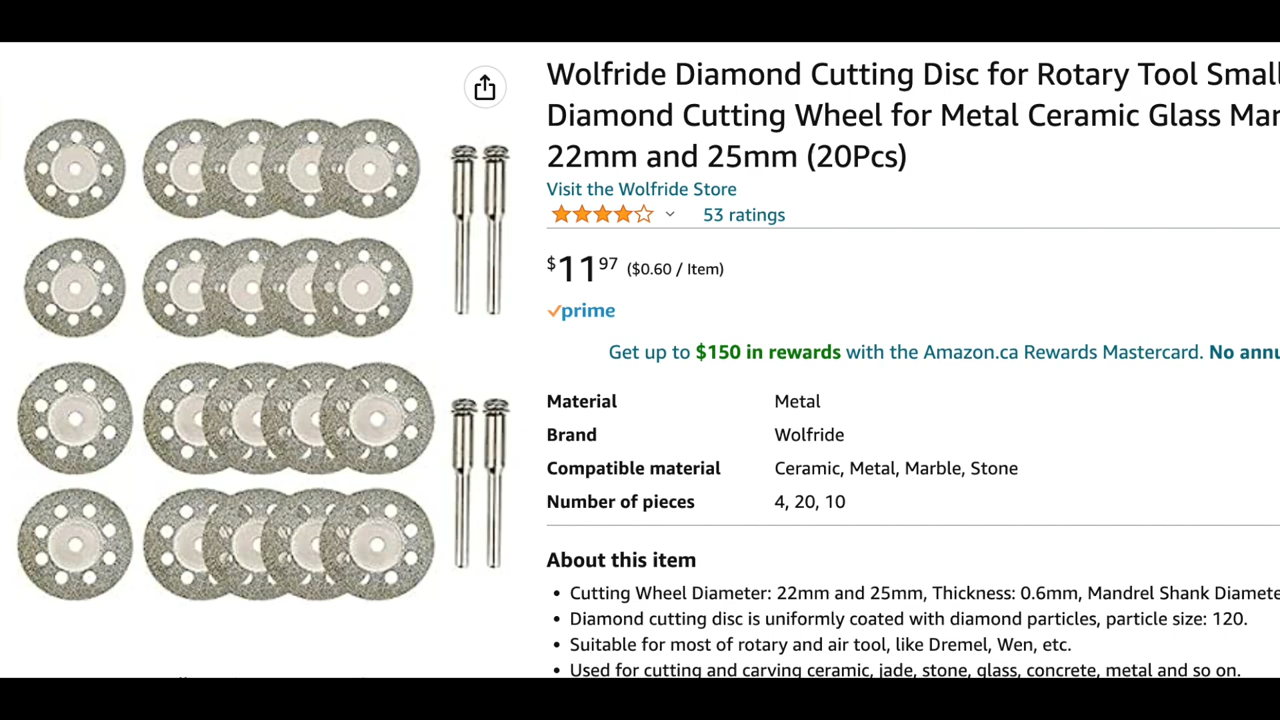 Wolfride Diamond Cutting Disc for Rotary Tool Small
Diamond Cutting Wheel for Metal Ceramic Glass Mar
22mm and 25mm (20Pcs)
Visit the Wolfride Store
53 ratings
$11 97 ($0.60 / Item)
prime
Get up to $150 in rewards with the Amazon.ca Rewards Mastercard. No annu
Material Metal
Brand Wolfride
Compatible material Ceramic, Metal, Marble, Stone
Number of pieces 4, 20, 10
About this item
• Cutting Wheel Diameter: 22mm and 25mm, Thickness: 0.6mm, Mandrel Shank Diamete
• Diamond cutting disc is uniformly coated with diamond particles, particle size: 120.
• Suitable for most of rotary and air tool, like Dremel, Wen, etc.
• Used for cutting and carving ceramic, jade, stone, glass, concrete, metal and so on.